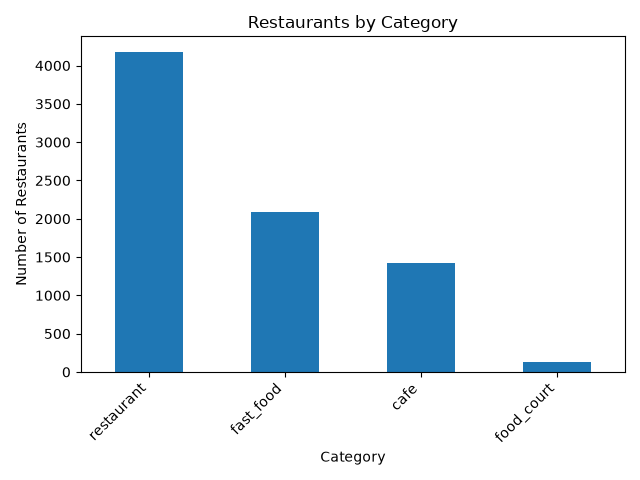 Restaurants by Category
Number of Restaurants
4000
3500
3000
2500
2000
1500
1000
500
0
restaurant
fast_food
cafe
food_court
Category